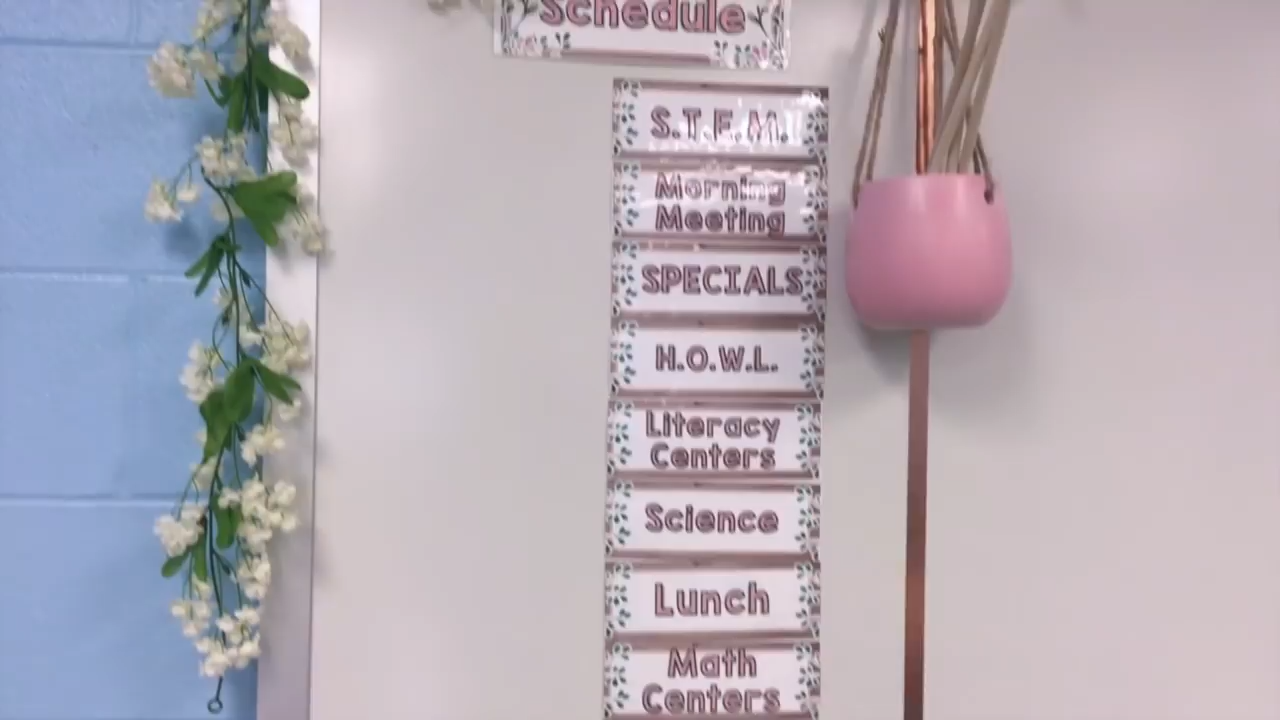 Schedule
S.T.E.M.
Morning
Meeting
SPECIALS
H.O.W.L.
Literacy
Centers
Science
Lunch
Math
Centers